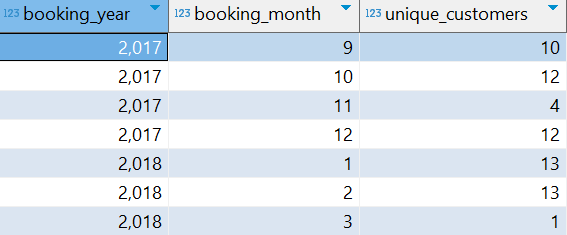 123 booking_year 123 booking_month 123 unique_customers
2,017 9 10
2,017 10 12
2,017 11 4
2,017 12 12
2,018 1 13
2,018 2 13
2,018 3 1